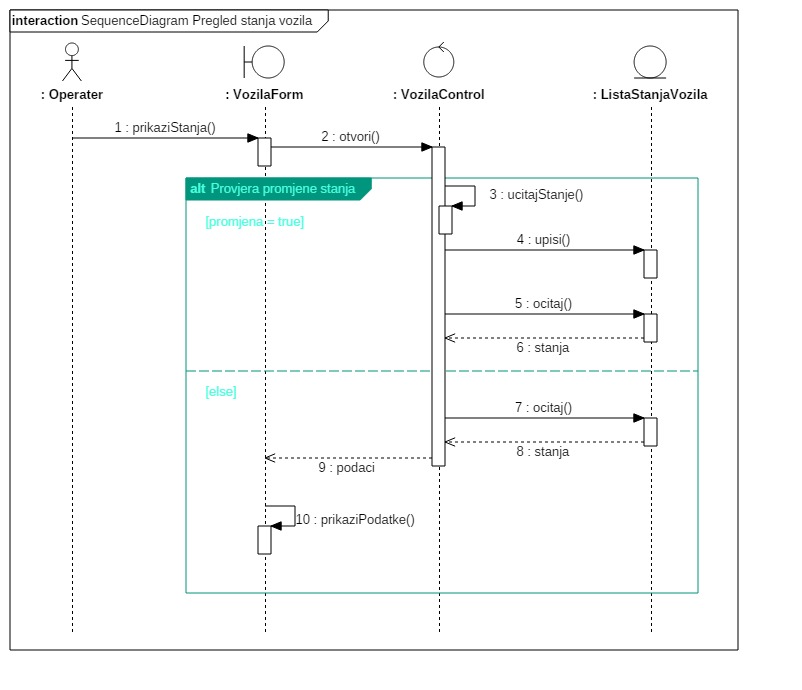 interaction SequenceDiagram Pregled stanja vozila
: Operater
: VozilaForm
: VozilaControl
: ListaStanjaVozila
1 : prikaziStanja()
2 : otvori()
alt Provjera promjene stanja
3 : ucitajStanje()
[promjena = true]
4 : upisi()
5 : ocitaj()
6 : stanja
[else]
7 : ocitaj()
8 : stanja
9 : podaci
10 : prikaziPodatke()